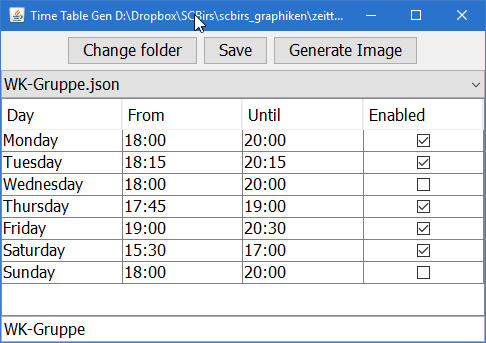 Time Table Gen D:\Dropbox\SCBirs\scbirs_graphiken\zeitt...
Change folder Save Generate Image
WK-Gruppe.json
Day From Until Enabled
Monday 18:00 20:00
Tuesday 18:15 20:15
Wednesday 18:00 20:00
Thursday 17:45 19:00
Friday 19:00 20:30
Saturday 15:30 17:00
Sunday 18:00 20:00
WK-Gruppe